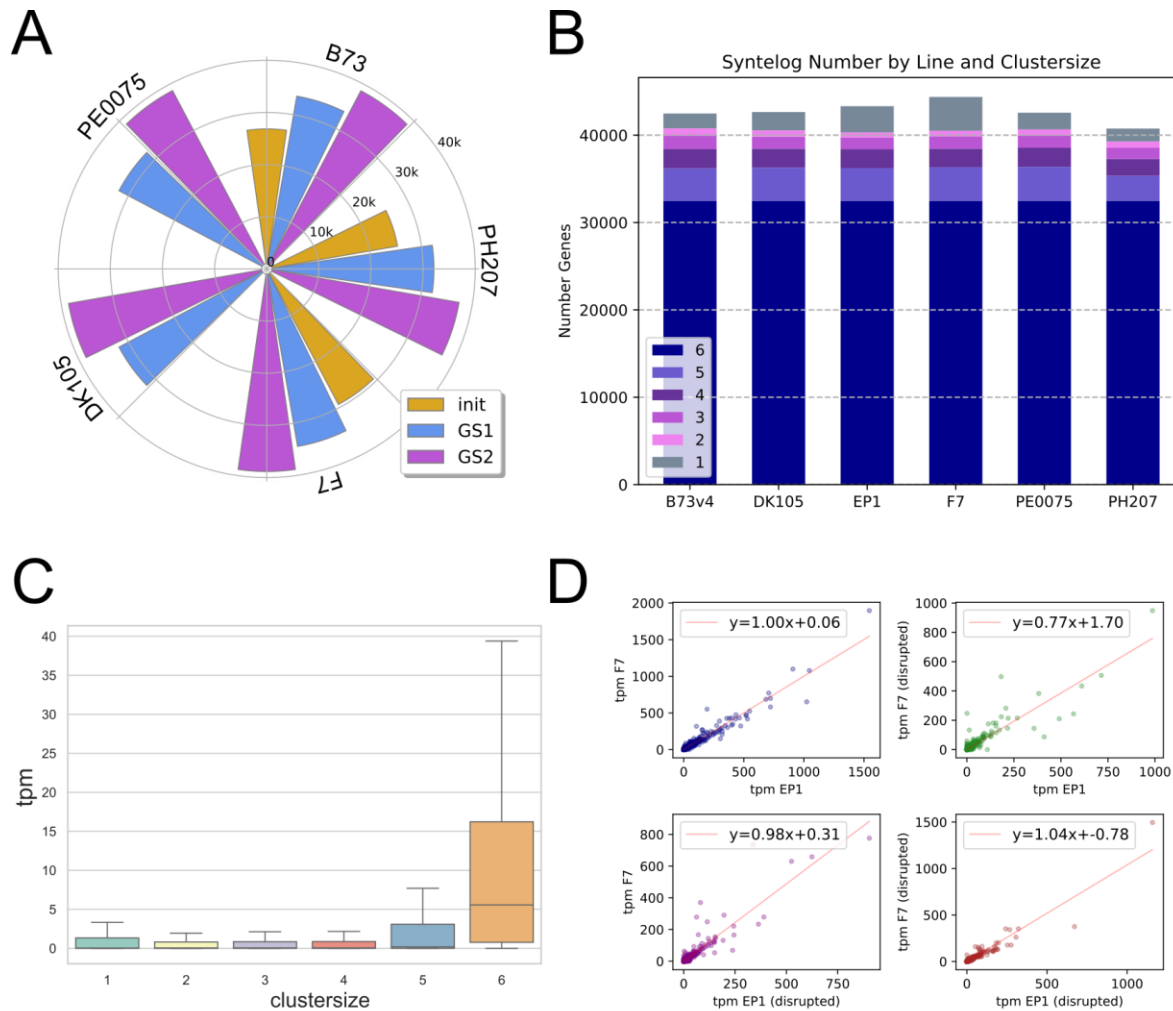 A
B73
PE0075
40k
30k
20k
10k
0
PH207
DK105
F7
init
GS1
GS2
B
Syntelog Number by Line and Clustersize
Number Genes
40000
30000
20000
10000
0
6
5
4
3
2
1
B73v4
DK105
EP1
F7
PE0075
PH207
C
tpm
40
35
30
25
20
15
10
5
0
1
2
3
4
5
6
clustersize
D
2000
1500
1000
500
0
tpm F7
y=1.00x+0.06
0
500
1000
1500
tpm EP1
1000
800
600
400
200
0
tpm F7 (disrupted)
y=0.77x+1.70
0
250
500
750
1000
tpm EP1
800
600
400
200
0
tpm F7
y=0.98x+0.31
0
250
500
750
tpm EP1 (disrupted)
1500
1000
500
0
tpm F7 (disrupted)
y=1.04x+-0.78
0
500
1000
tpm EP1 (disrupted)